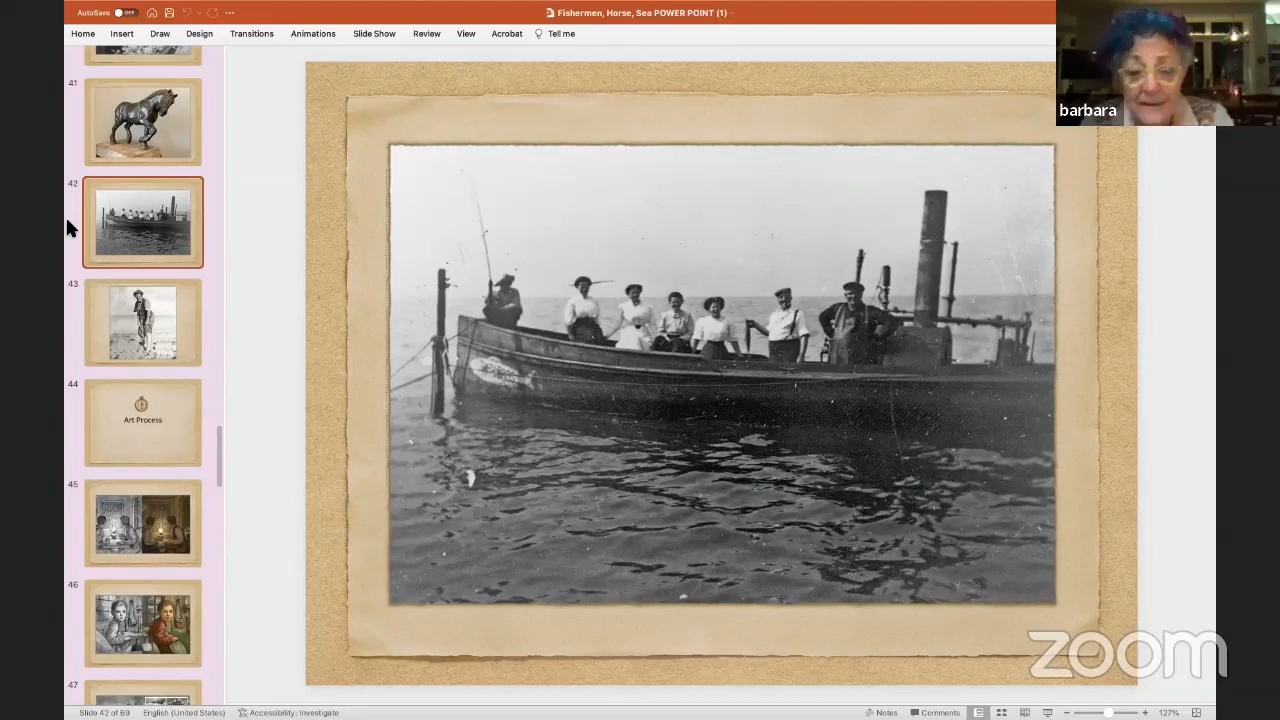 AutoSave OFF
Fishermen, Horse, Sea POWER POINT (1)
Home Insert Draw Design Transitions Animations Slide Show Review View Acrobat Tell me
barbara
41
42
43
44
Art Process
45
46
47
zoom
Slide 42 of 69 English (United States) Accessibility: Investigate Notes Comments 127%